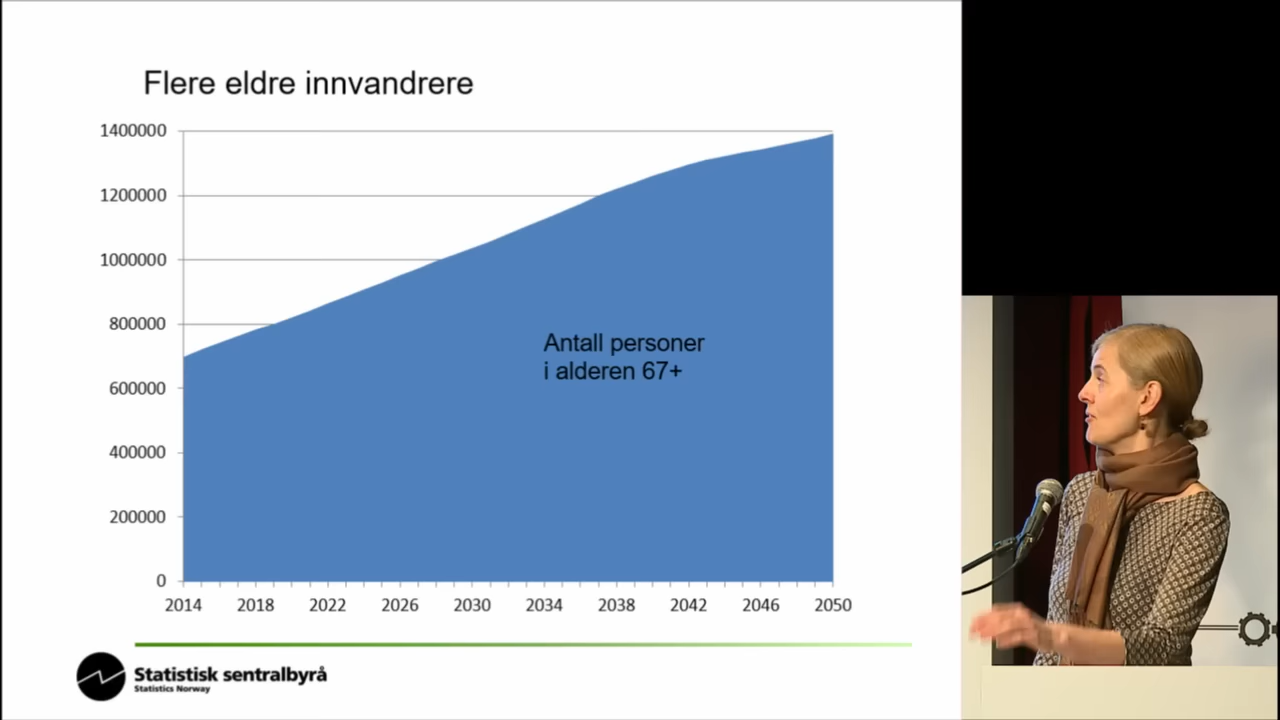 Flere eldre innvandrere
1400000
1200000
1000000
800000
600000
400000
200000
0
Antall personer
i alderen 67+
2014 2018 2022 2026 2030 2034 2038 2042 2046 2050
Statistisk sentralbyrå
Statistics Norway